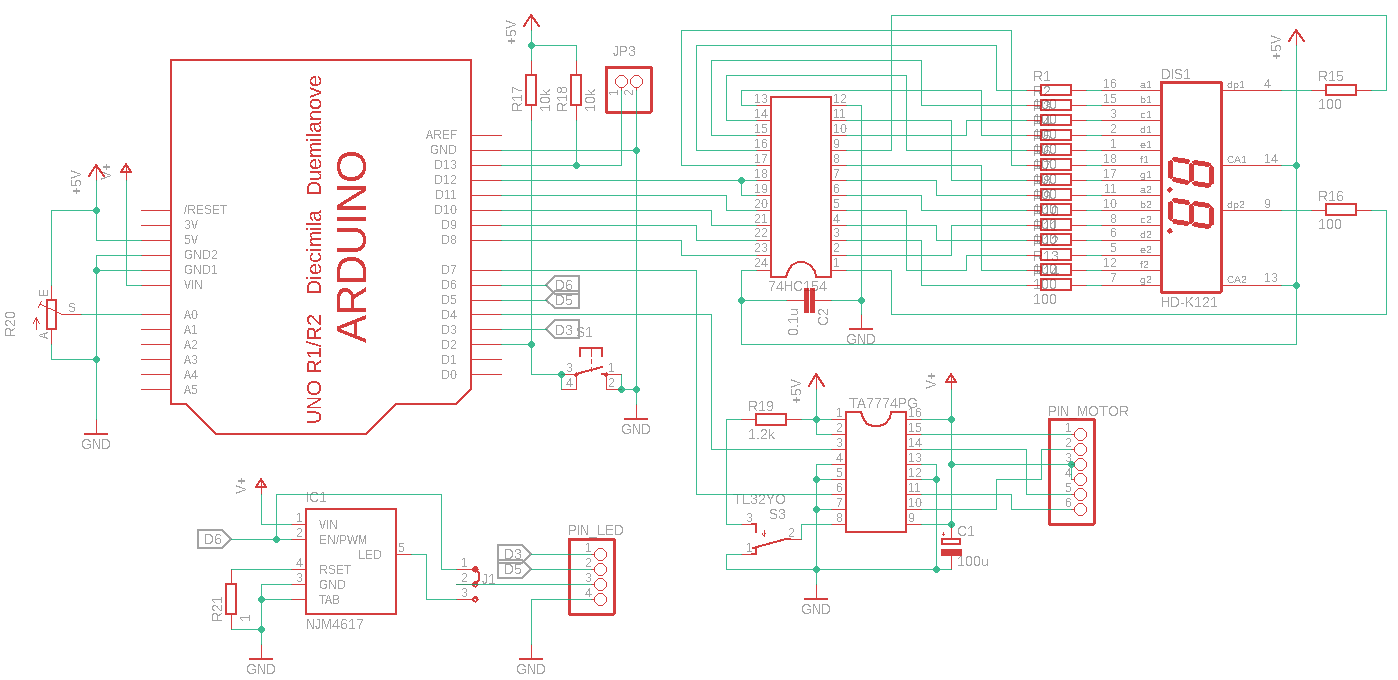 +5V
V+
/RESET
3V
5V
GND2
GND1
VIN
A0
A1
A2
A3
A4
A5
R20
E
S
A
GND
UNO R1/R2 Diecimila Duemilanove
ARDUINO
AREF
GND
D13
D12
D11
D10
D9
D8
D7
D6
D5
D4
D3
D2
D1
D0
+5V
R17
10k
R18
10k
JP3
1
2
D6
D5
D3
S1
3
4
1
2
GND
13
14
15
16
17
18
19
20
21
22
23
24
12
11
10
9
8
7
6
5
4
3
2
1
74HC154
0.1u
C2
GND
R1
100
16
15
3
2
1
18
17
11
10
8
6
5
12
7
DIS1
a1
b1
c1
d1
e1
f1
g1
a2
b2
c2
d2
e2
f2
g2
dp1
CA1
dp2
CA2
HD-K121
4
14
9
13
+5V
R15
100
R16
100
V+
IC1
D6
1
2
4
3
VIN
EN/PWM
LED
RSET
GND
TAB
5
NJM4617
R21
1
GND
1
2
3
J1
D3
D5
PIN_LED
1
2
3
4
GND
R19
1.2k
+5V
TA7774PG
1
2
3
4
5
6
7
8
16
15
14
13
12
11
10
9
TL32YO
S3
3
2
1
GND
V+
C1
100u
PIN_MOTOR
1
2
3
4
5
6